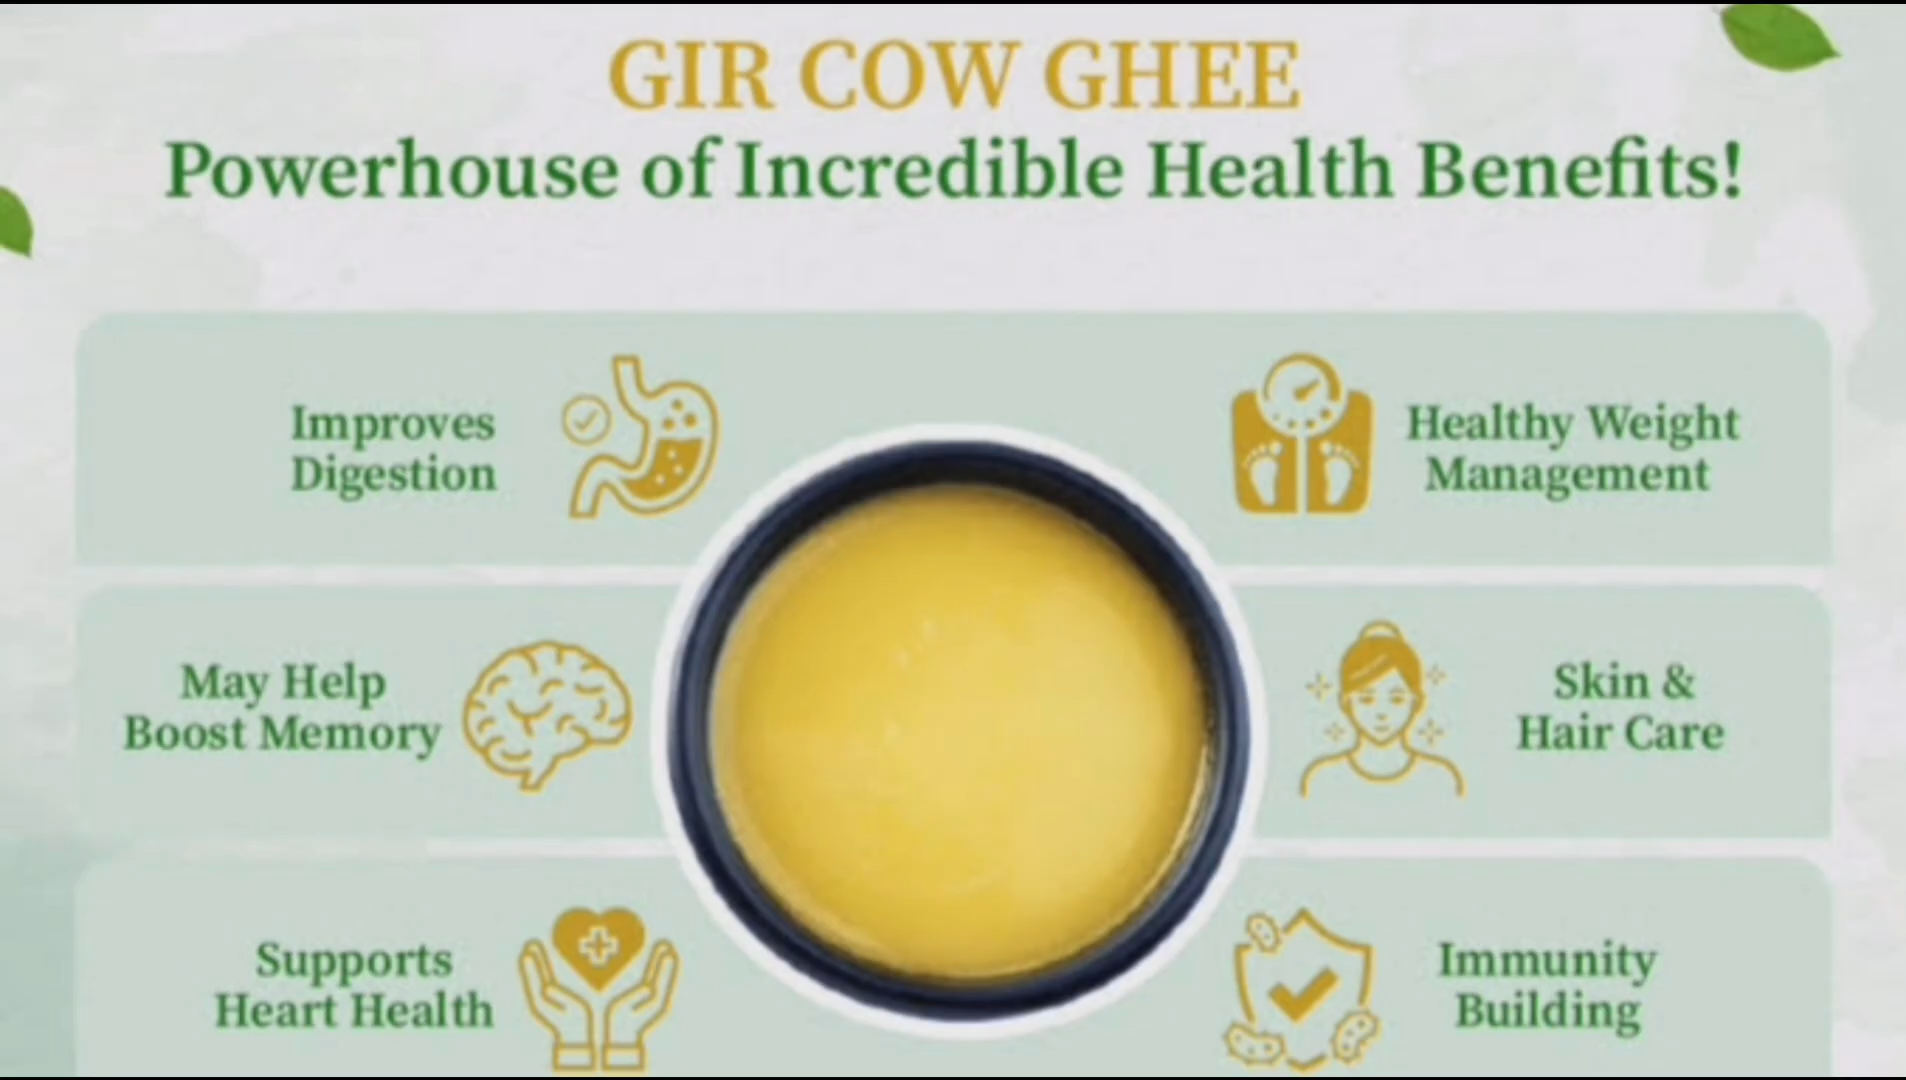 GIR COW GHEE
Powerhouse of Incredible Health Benefits!
Improves
Digestion
Healthy Weight
Management
May Help
Boost Memory
Skin &
Hair Care
Supports
Heart Health
Immunity
Building